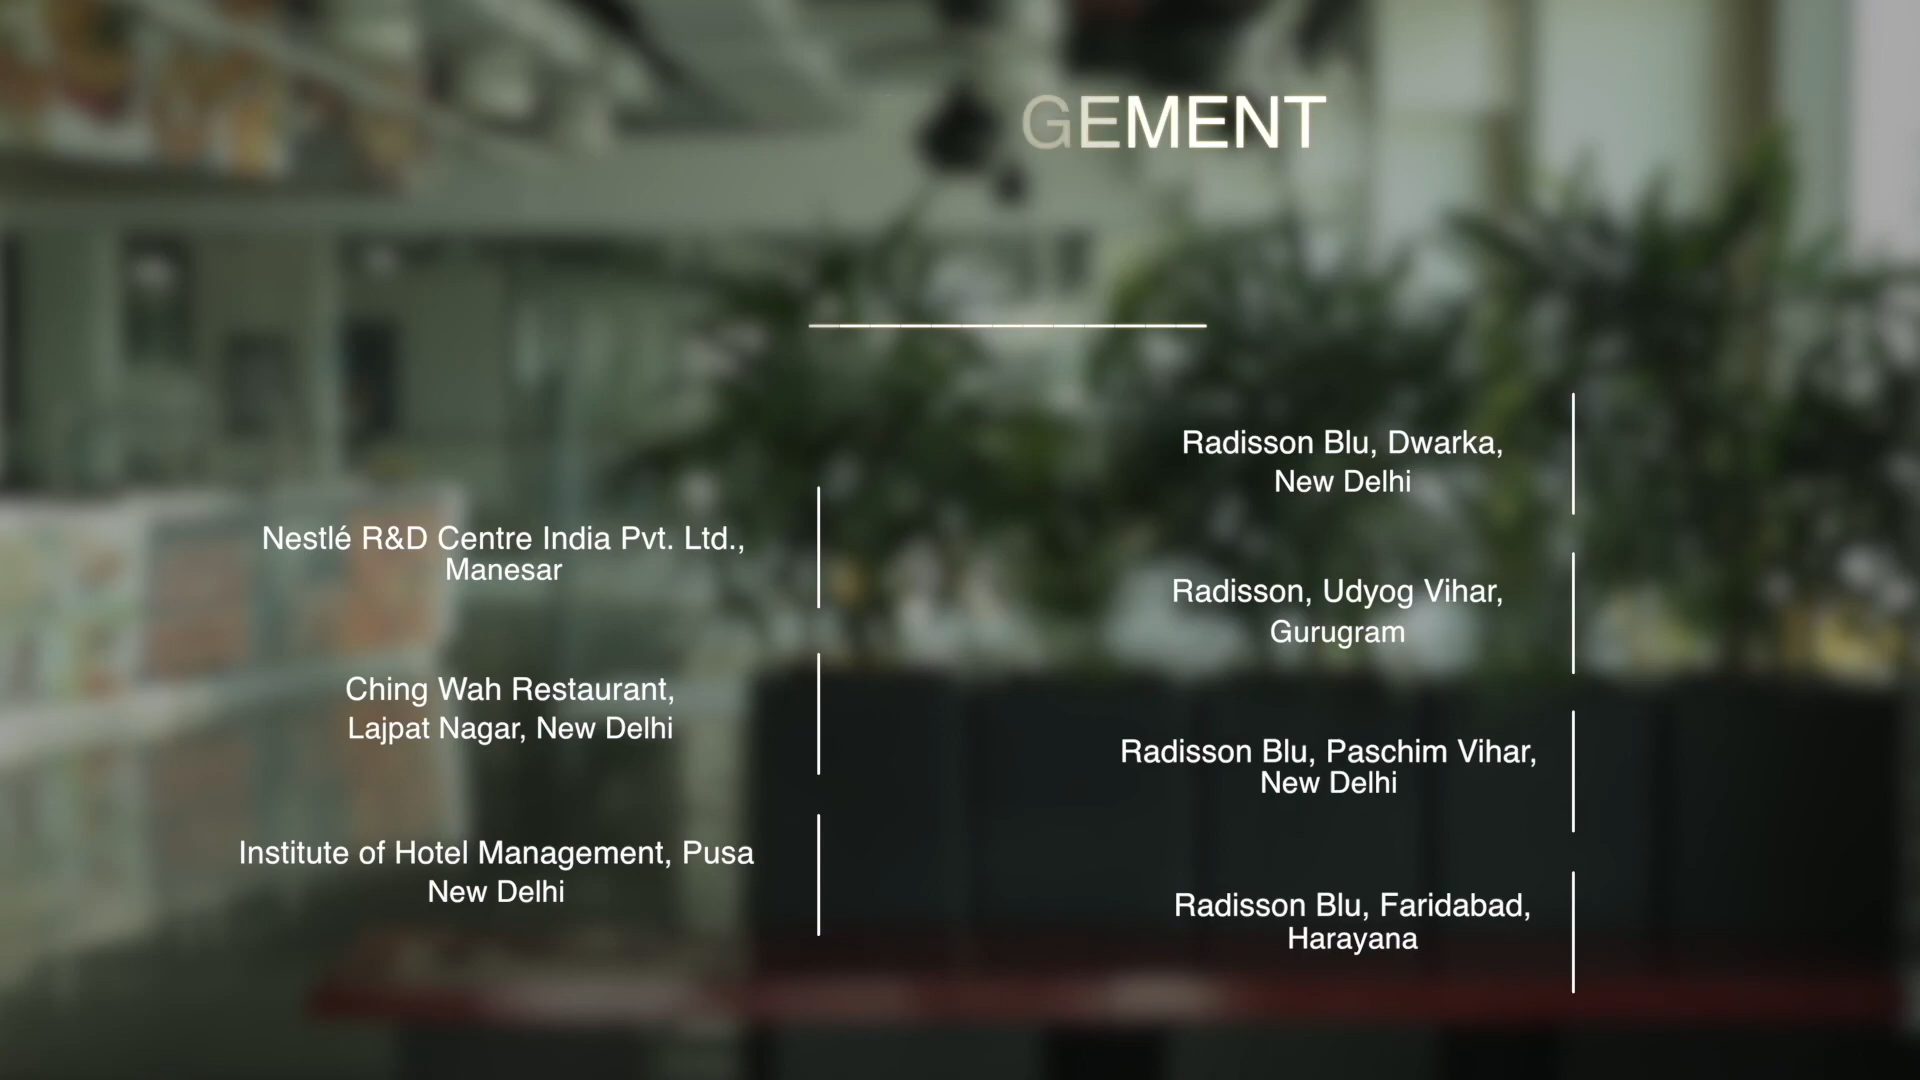 GEMENT
Nestlé R&D Centre India Pvt. Ltd.,
Manesar
Ching Wah Restaurant,
Lajpat Nagar, New Delhi
Institute of Hotel Management, Pusa
New Delhi
Radisson Blu, Dwarka,
New Delhi
Radisson, Udyog Vihar,
Gurugram
Radisson Blu, Paschim Vihar,
New Delhi
Radisson Blu, Faridabad,
Harayana